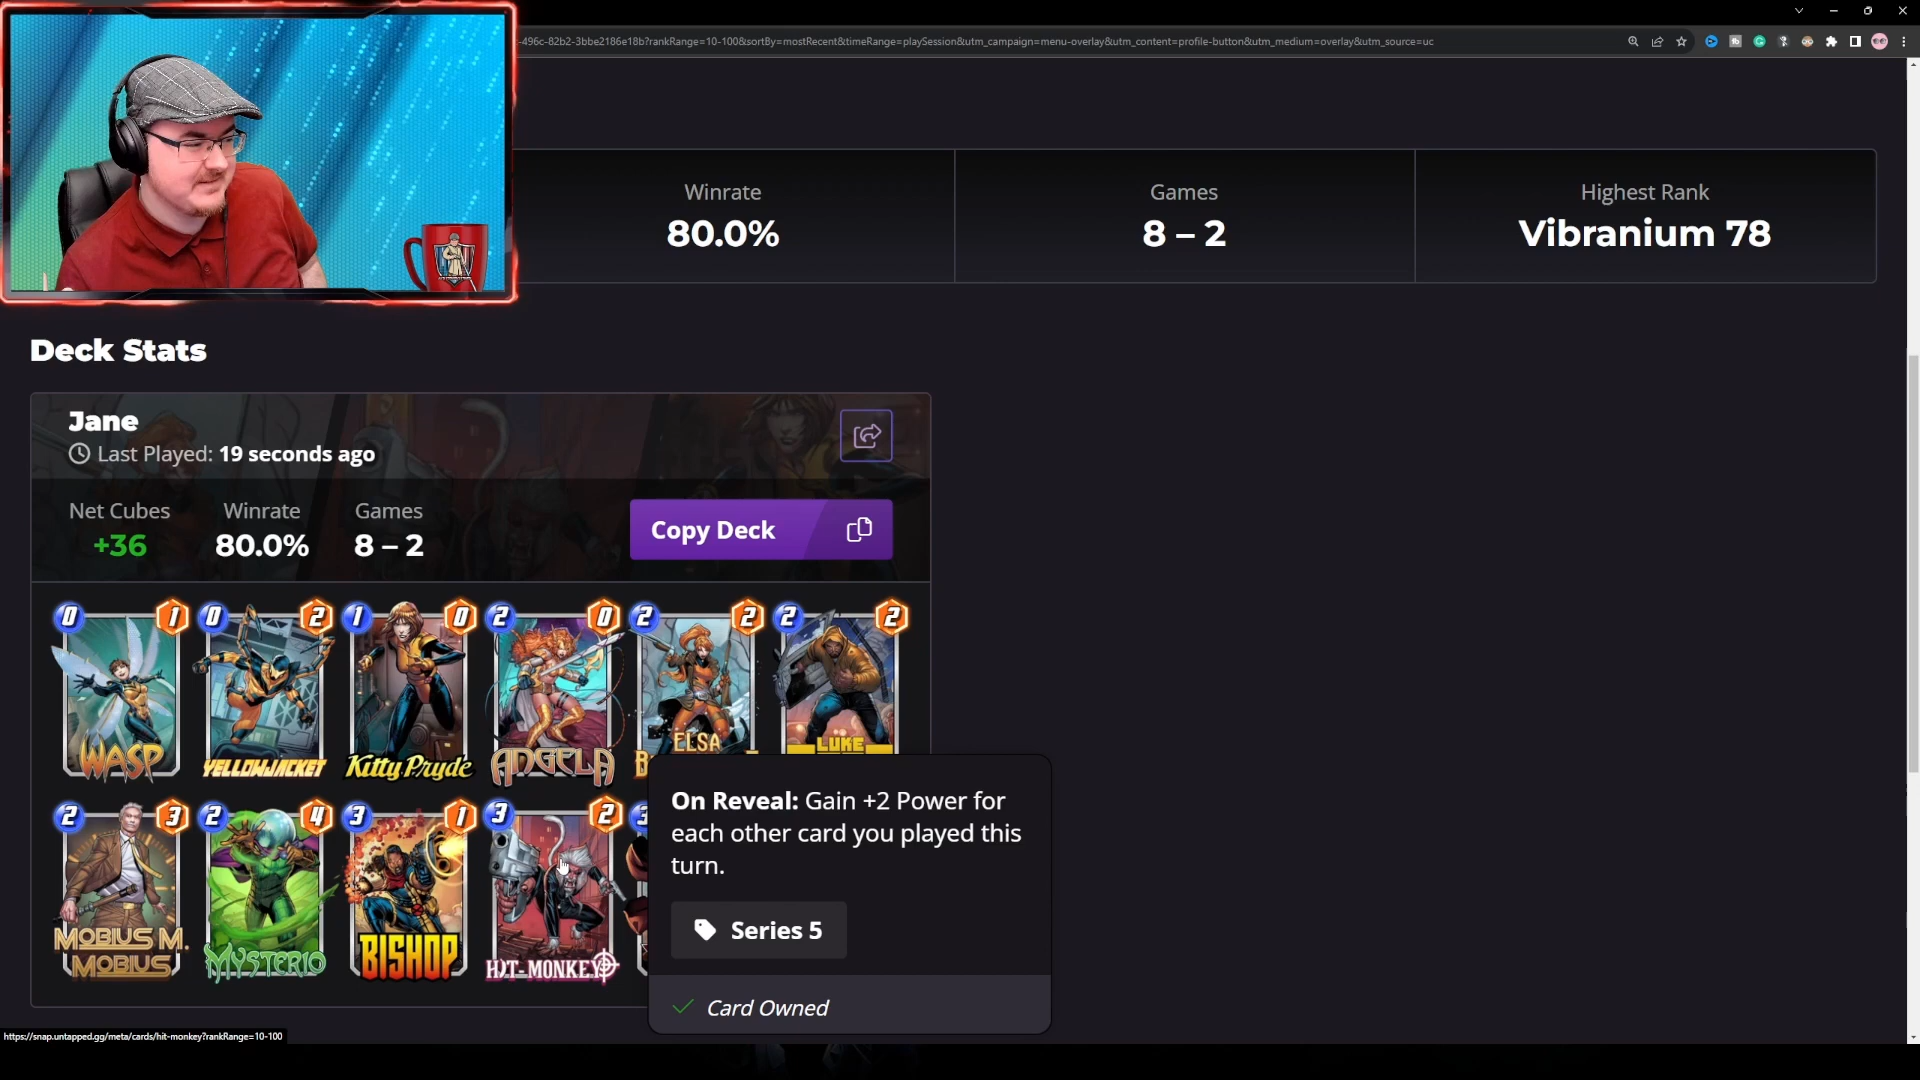 -496c-82b2-3bbe2186e18b?rankRange=10-100&sortBy=mostRecent&timeRange=playSession&utm_campaign=menu-overlay&utm_content=profile-button&utm_medium=overlay&utm_source=uc
Winrate
80.0%
Games
8 – 2
Highest Rank
Vibranium 78
Deck Stats
Jane
Last Played: 19 seconds ago
Net Cubes
+36
Winrate
80.0%
Games
8 – 2
Copy Deck
0 1 0 2 1 0 2 0 2 2 2 2
WASP
YELLOWJACKET
Kitty Pryde
ANGELA
ELSA
LUKE
2 3 2 4 3 1 3 2 3
MOBIUS M. MOBIUS
MYSTERIO
BISHOP
HIT-MONKEY
On Reveal: Gain +2 Power for
each other card you played this
turn.
Series 5
Card Owned
https://snap.untapped.gg/meta/cards/hit-monkey?rankRange=10-100